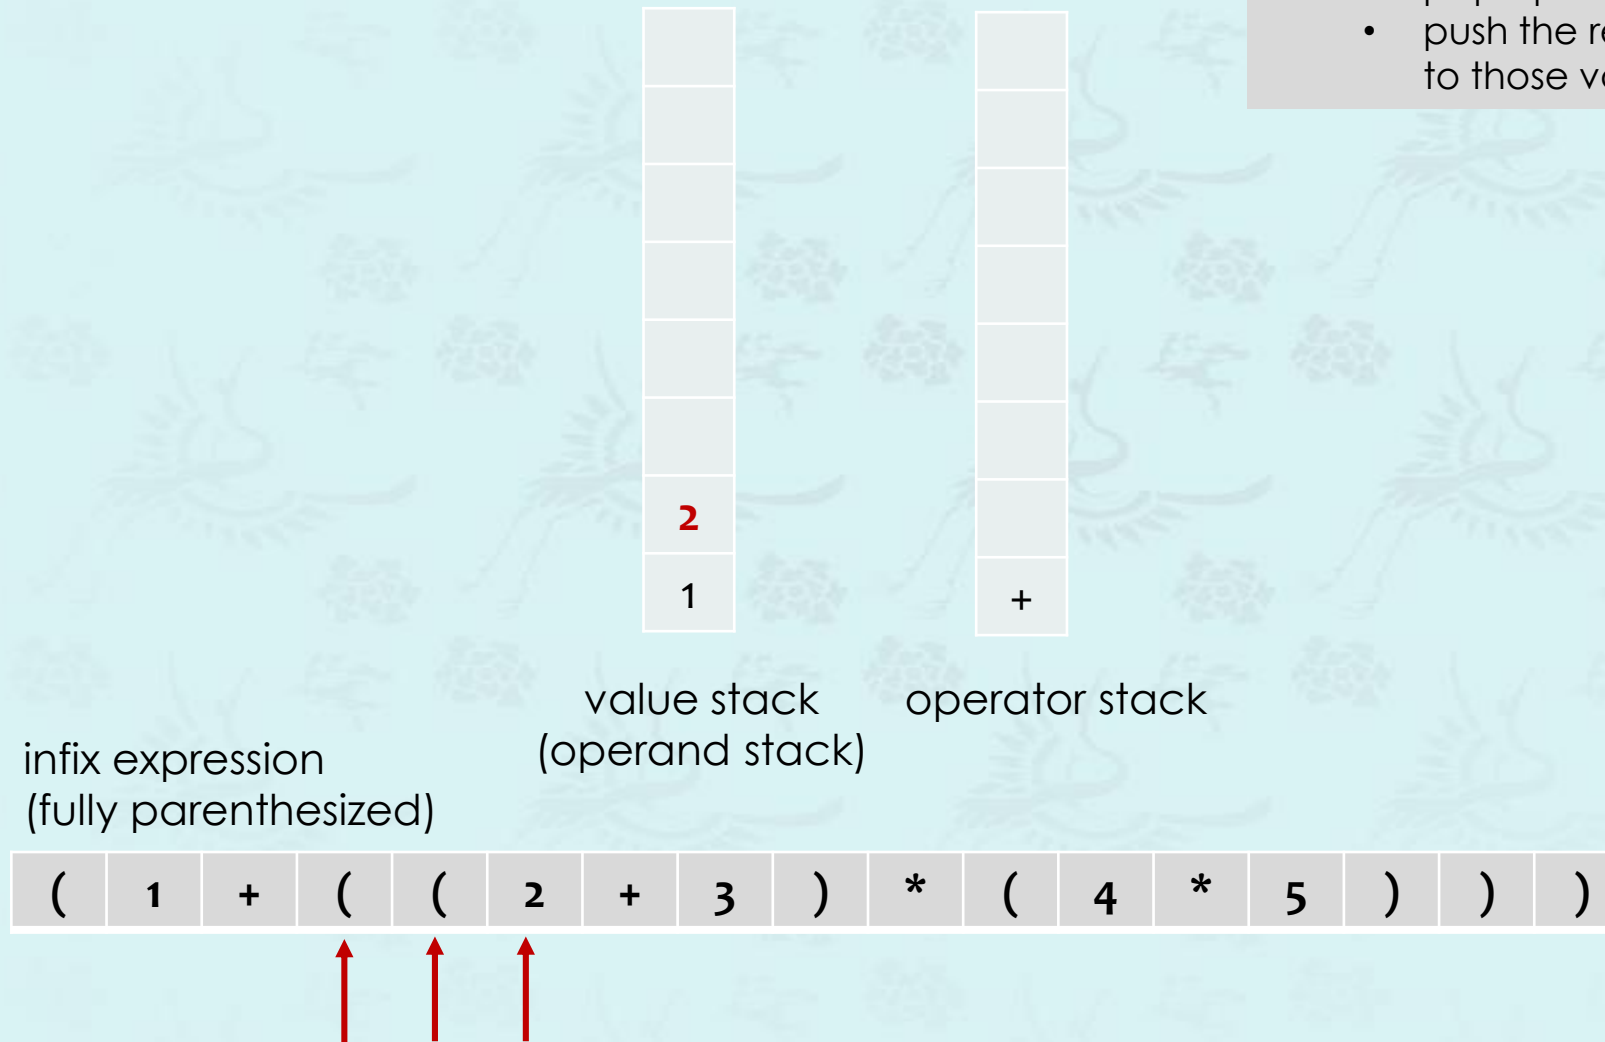 • push the
to those
2
1
+
value stack
(operand stack)
operator stack
infix expression
(fully parenthesized)
( 1 + ( ( 2 + 3 ) * ( 4 * 5 ) ) )